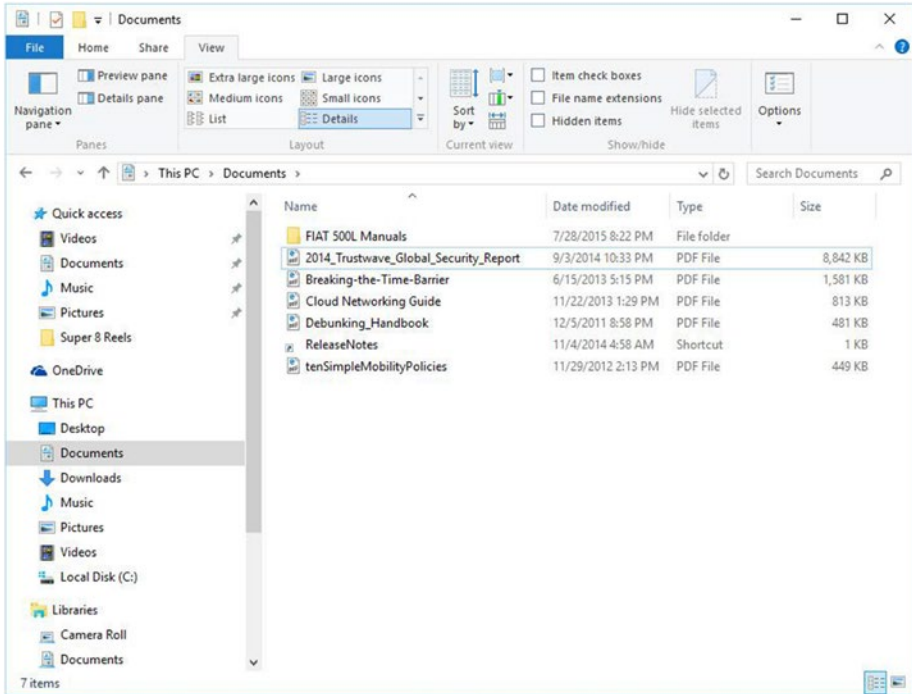 Documents
File Home Share View
Navigation pane
Preview pane
Details pane
Panes
Extra large icons Large icons
Medium icons Small icons
List Details
Layout
Sort by
Current view
Item check boxes
File name extensions
Hidden items
Hide selected items
Show/hide
Options
This PC > Documents >
Search Documents
Quick access
Videos
Documents
Music
Pictures
Super 8 Reels
OneDrive
This PC
Desktop
Documents
Downloads
Music
Pictures
Videos
Local Disk (C:)
Libraries
Camera Roll
Documents
Name Date modified Type Size
FIAT 500L Manuals 7/28/2015 8:22 PM File folder
2014_Trustwave_Global_Security_Report 9/3/2014 10:33 PM PDF File 8,842 KB
Breaking-the-Time-Barrier 6/15/2013 5:15 PM PDF File 1,581 KB
Cloud Networking Guide 11/22/2013 1:29 PM PDF File 813 KB
Debunking_Handbook 12/5/2011 8:58 PM PDF File 481 KB
ReleaseNotes 11/4/2014 4:58 AM Shortcut 1 KB
tenSimpleMobilityPolicies 11/29/2012 2:13 PM PDF File 449 KB
7 items